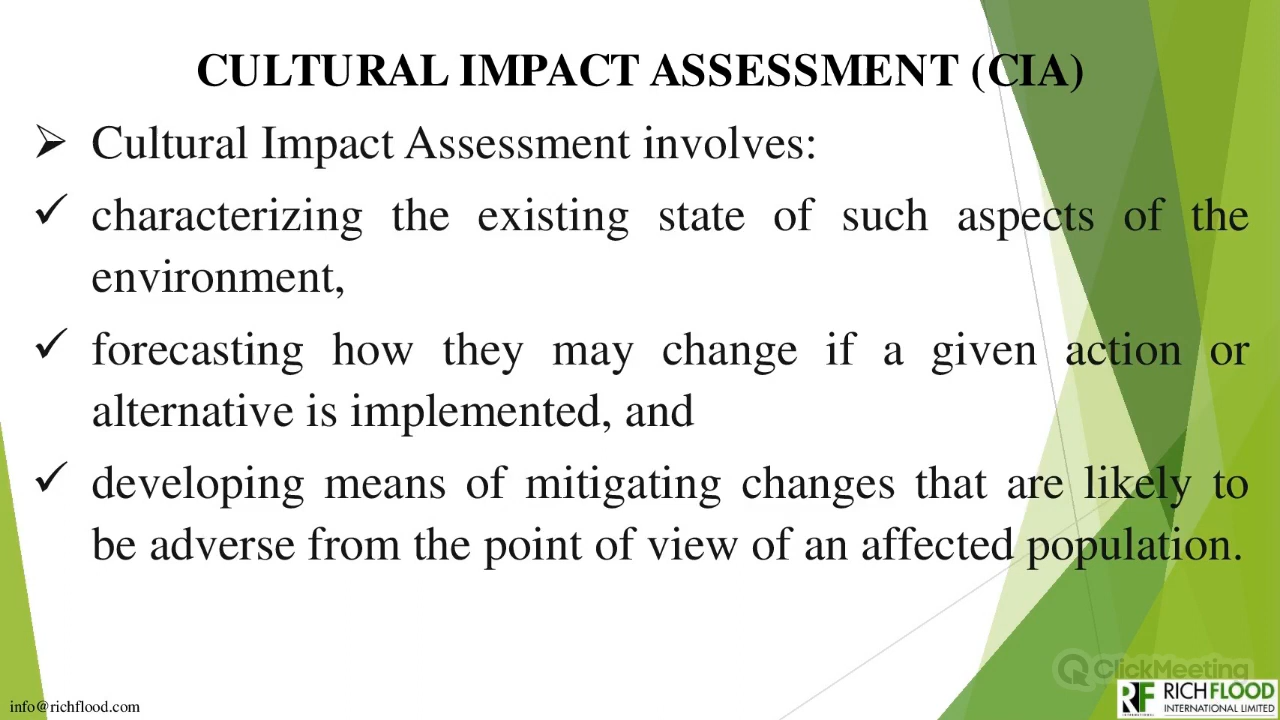 CULTURAL IMPACT ASSESSMENT (CIA)
Cultural Impact Assessment involves:
characterizing the existing state of such aspects of the
environment,
forecasting how they may change if a given action or
alternative is implemented, and
developing means of mitigating changes that are likely to
be adverse from the point of view of an affected population.
ClickMeeting
RF RICHFLOOD
INTERNATIONAL LIMITED
info@richflood.com